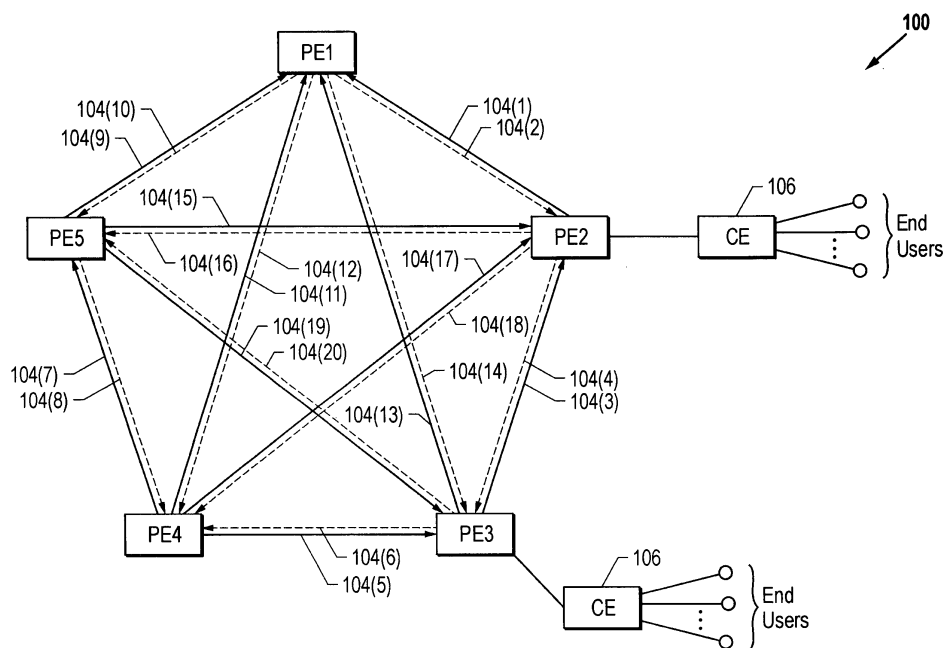 100
PE1
104(10)
104(9)
104(1)
104(2)
104(15)
106
PE5
PE2
CE
End
Users
104(16)
104(12)
104(11)
104(17)
104(18)
104(19)
104(20)
104(7)
104(8)
104(14)
104(4)
104(3)
104(13)
PE4
PE3
104(6)
104(5)
106
CE
End
Users